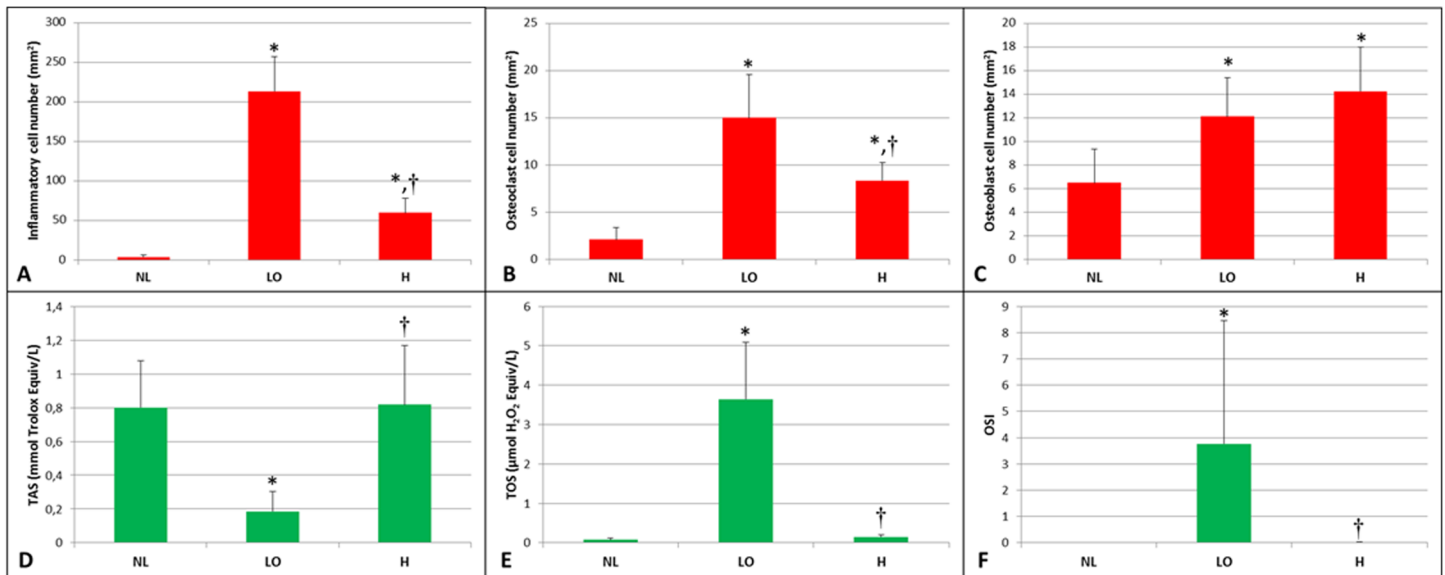 Inflammatory cell number (mm²)
300
250
200
150
100
50
0
*
*,†
NL
LO
H
A
Osteoclast cell number (mm²)
25
20
15
10
5
0
*
*,†
NL
LO
H
B
Osteoblast cell number (mm²)
20
18
16
14
12
10
8
6
4
2
0
*
*
NL
LO
H
C
TAS (mmol Trolox Equiv/L)
1,4
1,2
1
0,8
0,6
0,4
0,2
0
*
†
NL
LO
H
D
TOS (µmol H₂O₂ Equiv/L)
6
5
4
3
2
1
0
*
†
NL
LO
H
E
OSI
9
8
7
6
5
4
3
2
1
0
*
†
NL
LO
H
F